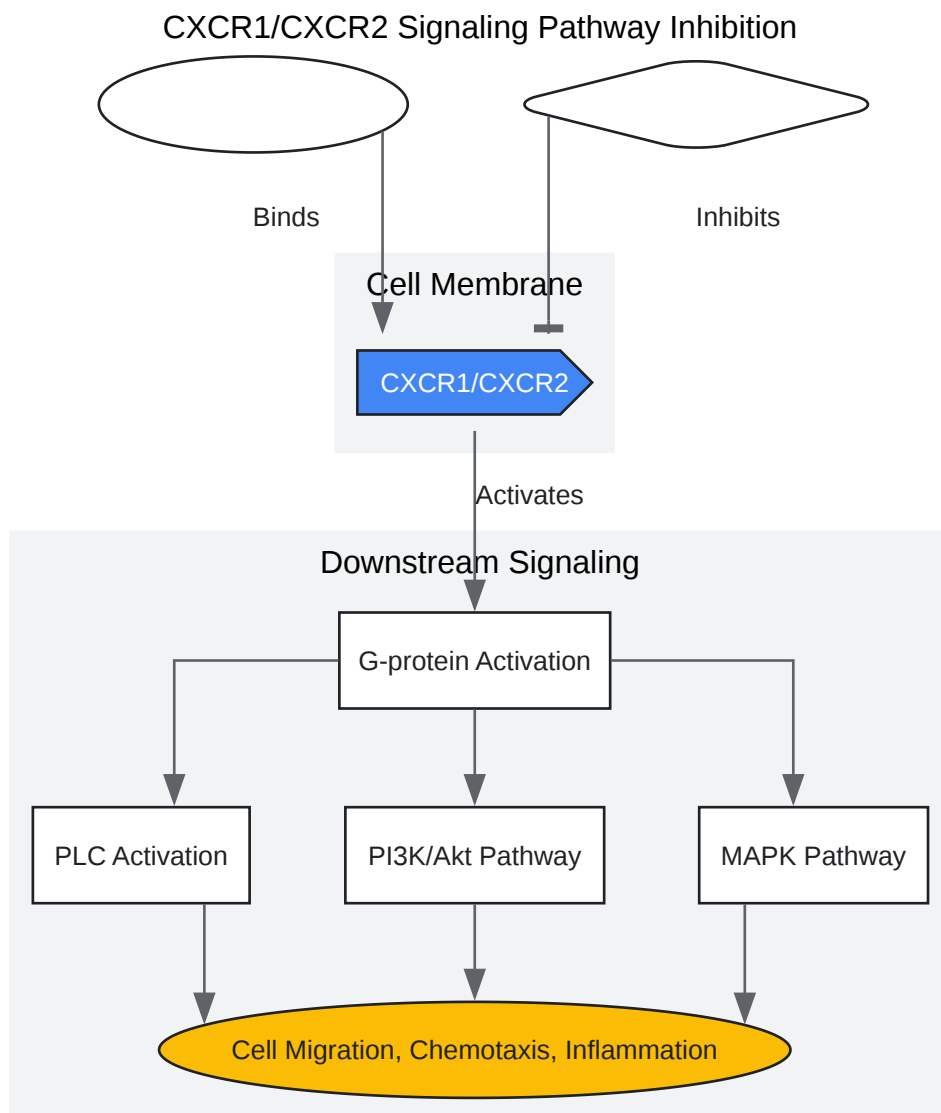 CXCR1/CXCR2 Signaling Pathway Inhibition
Binds
Inhibits
Cell Membrane
CXCR1/CXCR2
Activates
Downstream Signaling
G-protein Activation
PLC Activation
PI3K/Akt Pathway
MAPK Pathway
Cell Migration, Chemotaxis, Inflammation